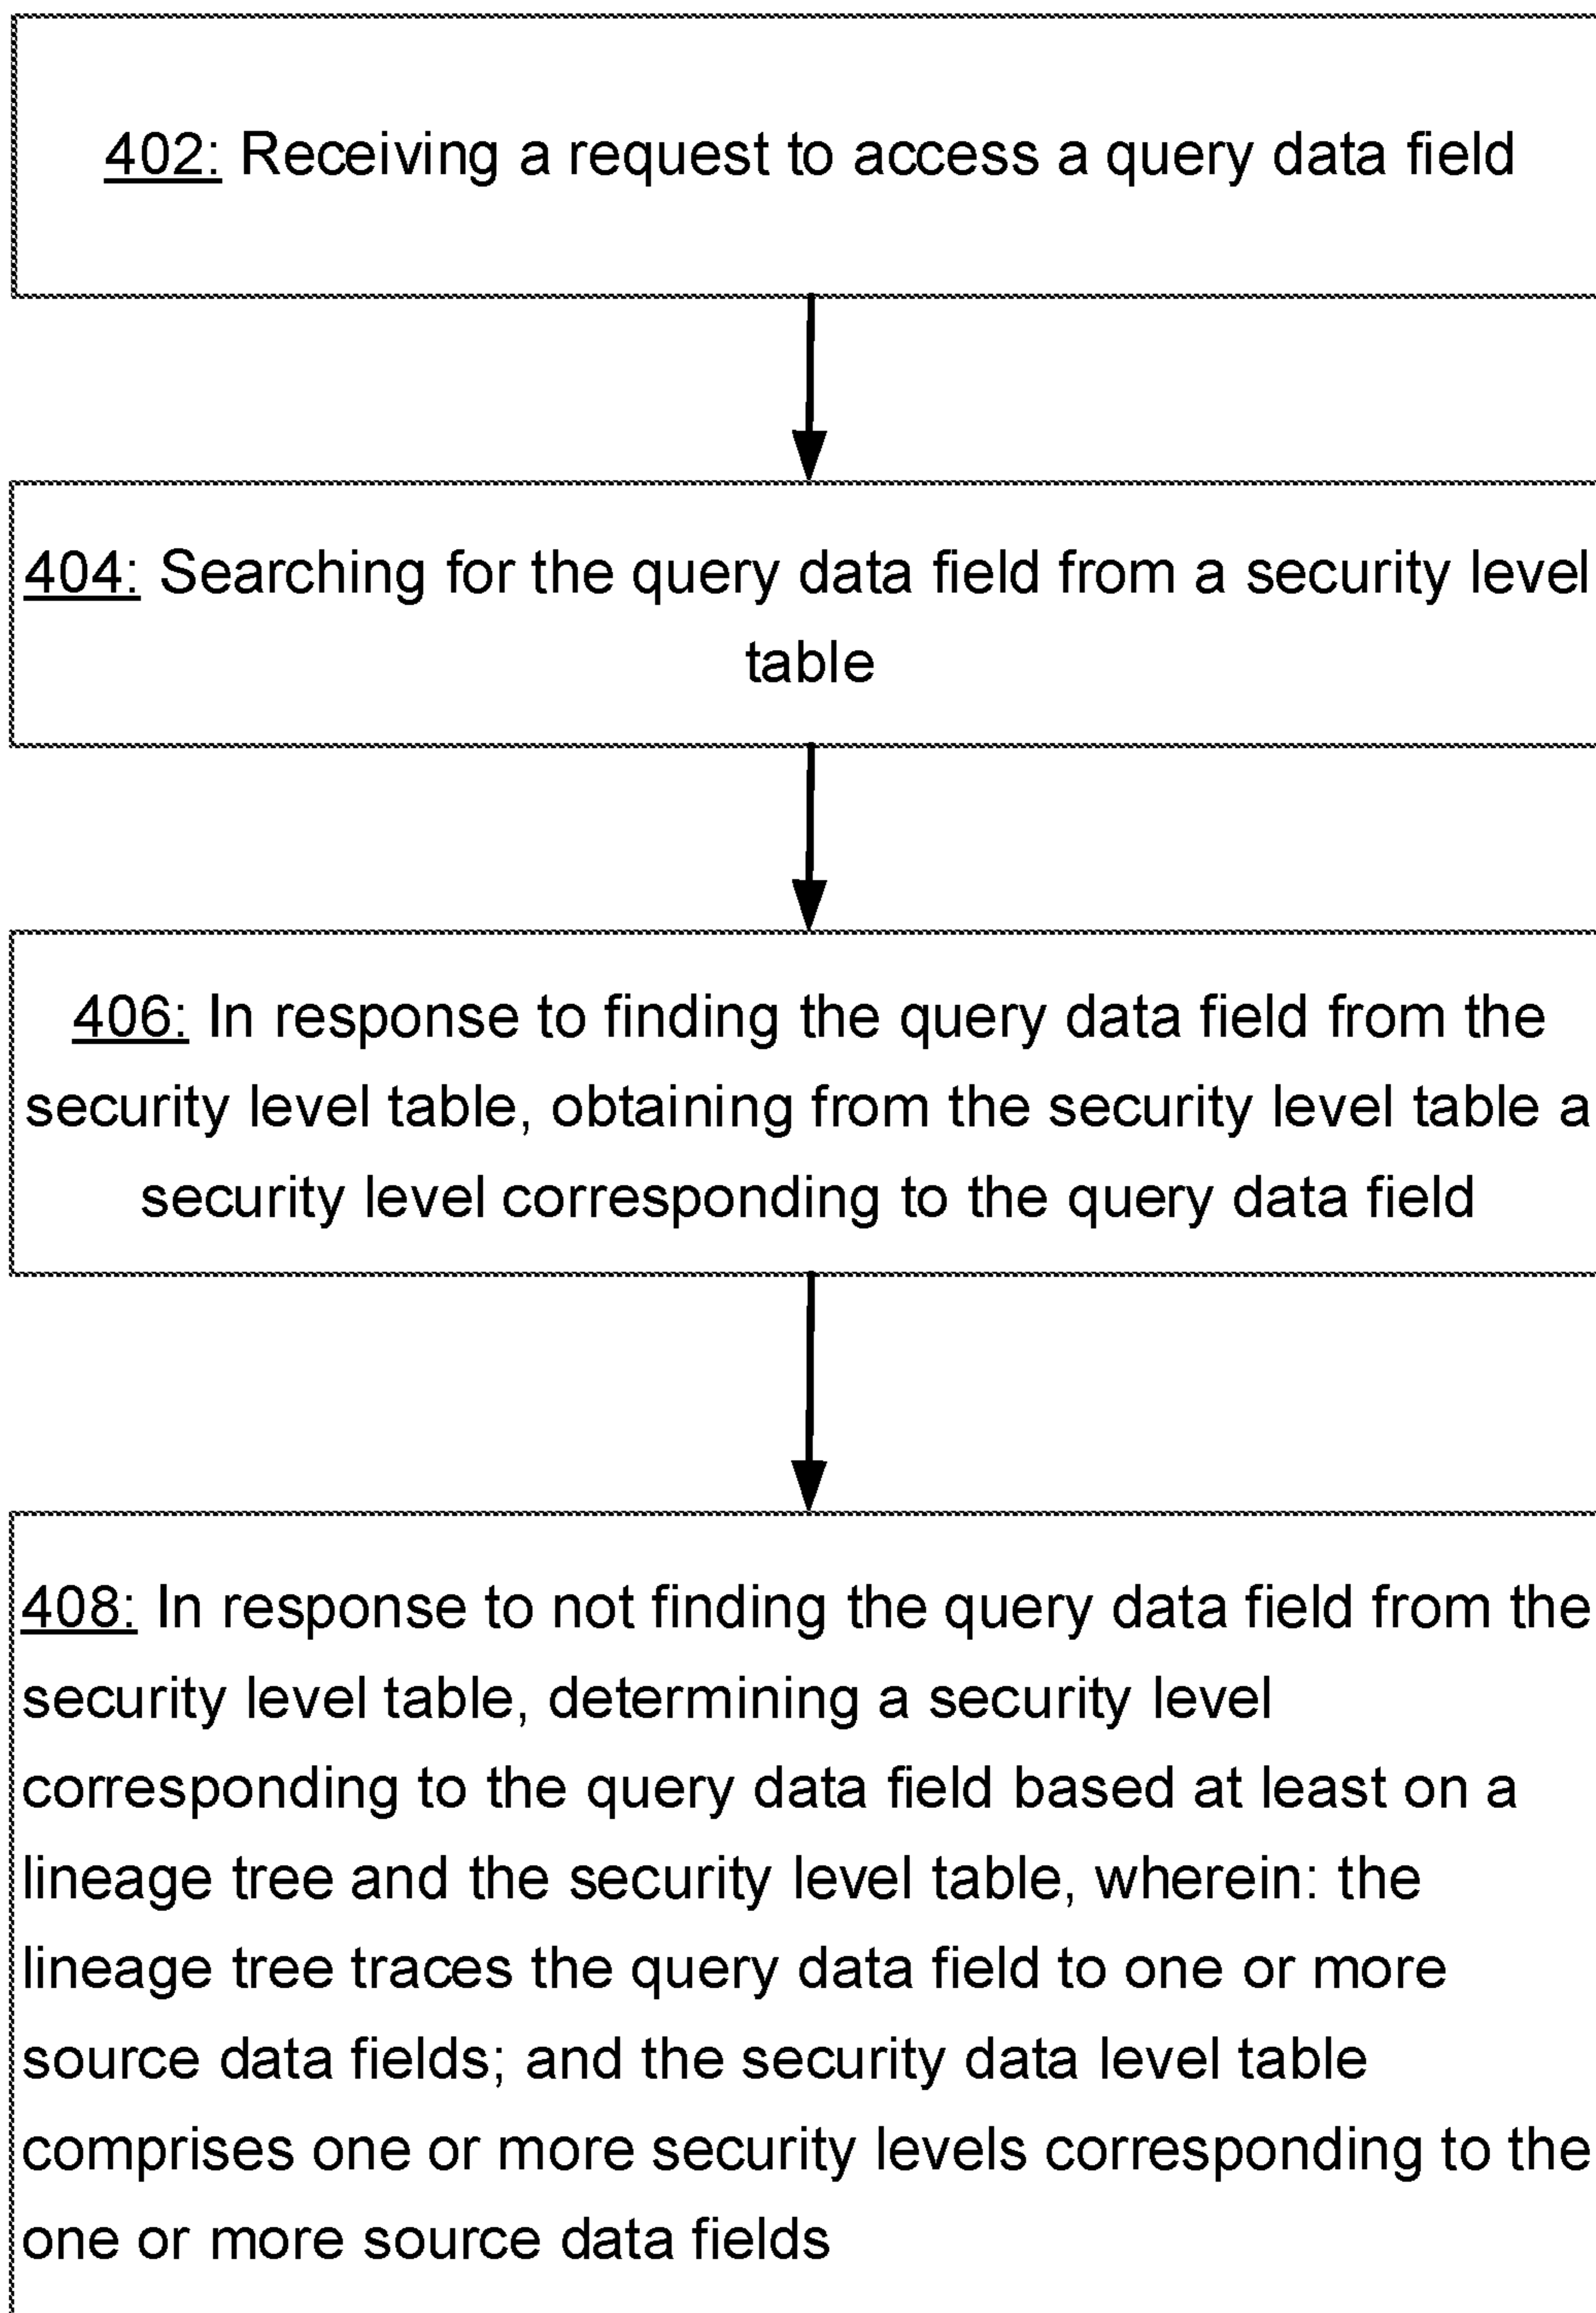 402: Receiving a request to access a query data field
404: Searching for the query data field from a security level
table
406: In response to finding the query data field from the
security level table, obtaining from the security level table a
security level corresponding to the query data field
408: In response to not finding the query data field from the
security level table, determining a security level
corresponding to the query data field based at least on a
lineage tree and the security level table, wherein: the
lineage tree traces the query data field to one or more
source data fields; and the security data level table
comprises one or more security levels corresponding to the
one or more source data fields